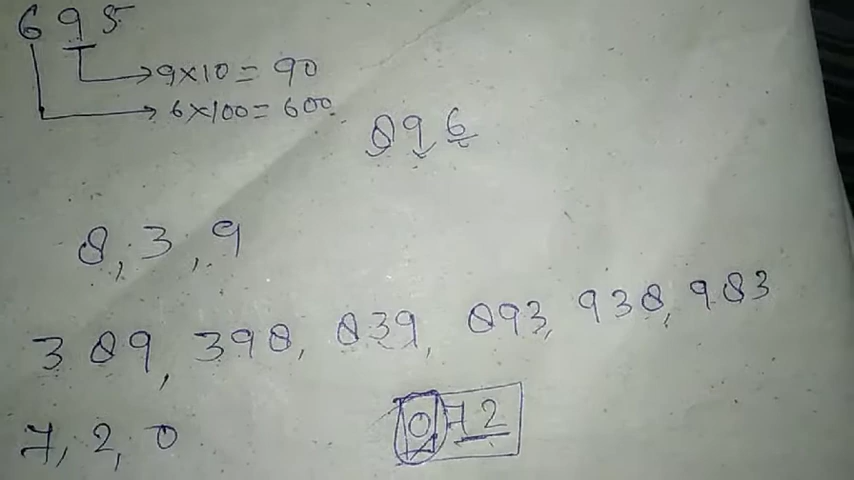 695
9×10=90
6×100=600
896
8, 3, 9
389, 398, 839, 893, 938, 983
7, 2, 0
072